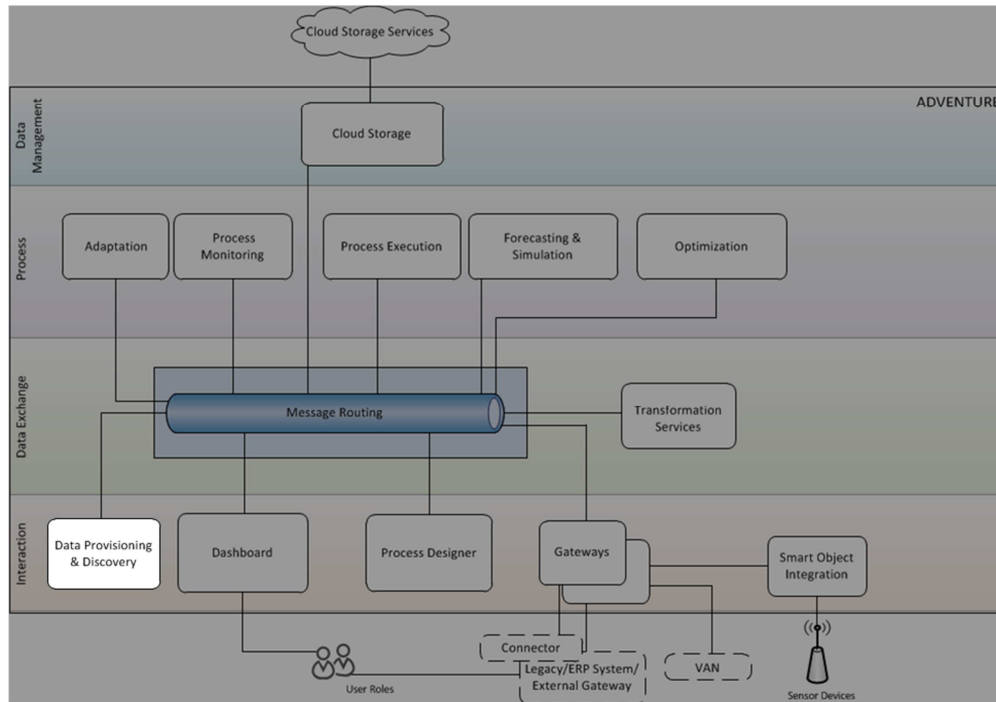 Cloud Storage Services
ADVENTURE
Data
Management
Cloud Storage
Process
Adaptation
Process
Monitoring
Process Execution
Forecasting &
Simulation
Optimization
Data Exchange
Message Routing
Transformation
Services
Interaction
Data Provisioning
& Discovery
Dashboard
Process Designer
Gateways
Smart Object
Integration
Connector
Legacy/ERP System/
External Gateway
VAN
User Roles
Sensor Devices